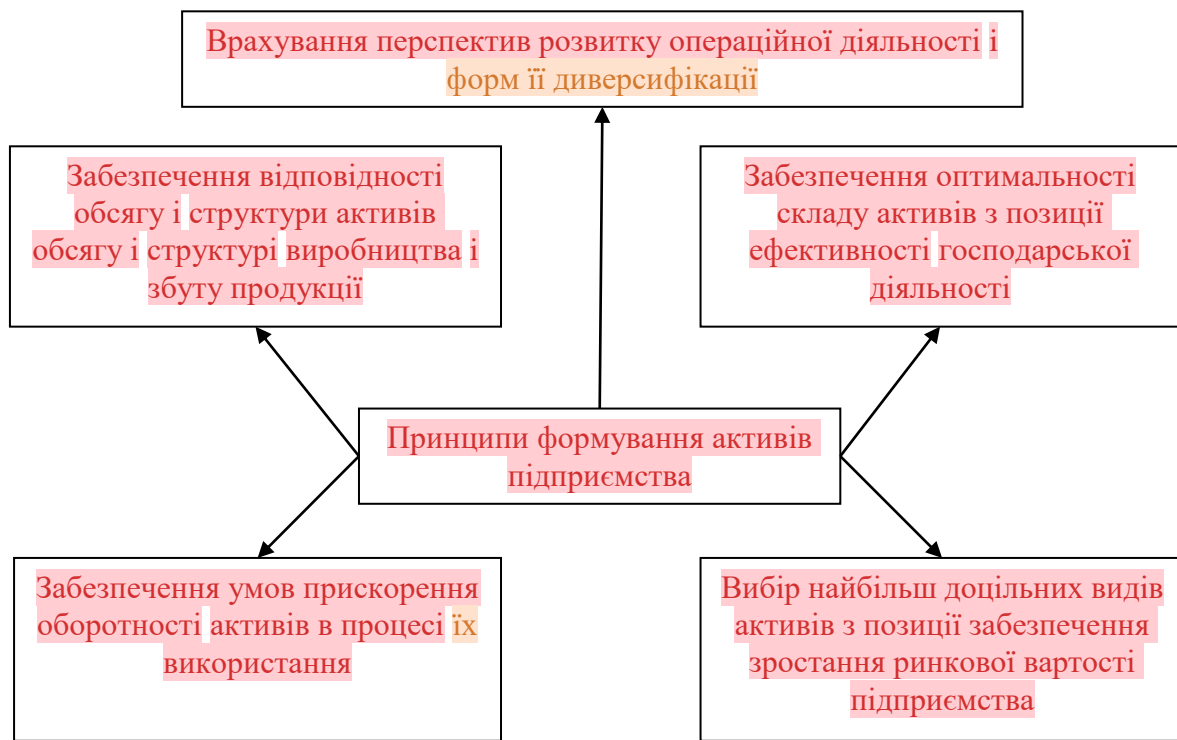 Врахування перспектив розвитку операційної діяльності і
форм її диверсифікації
Забезпечення відповідності
обсягу і структури активів
обсягу і структурі виробництва і
збуту продукції
Забезпечення оптимальності
складу активів з позиції
ефективності господарської
діяльності
Принципи формування активів
підприємства
Забезпечення умов прискорення
оборотності активів в процесі їх
використання
Вибір найбільш доцільних видів
активів з позиції забезпечення
зростання ринкової вартості
підприємства